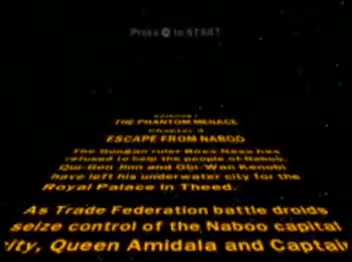 Press to START
EPISODE I
THE PHANTOM MENACE
Chapter
ESCAPE FROM NABOO
The Gungan ruler Boss Nass has
refused to help the people of Naboo.
Qui-Gon Jinn and Obi-Wan Kenobi
have left his underwater city for the
Royal Palace in Theed.
As Trade Federation battle droids
seize control of the Naboo capital
ity, Queen Amidala and Captain